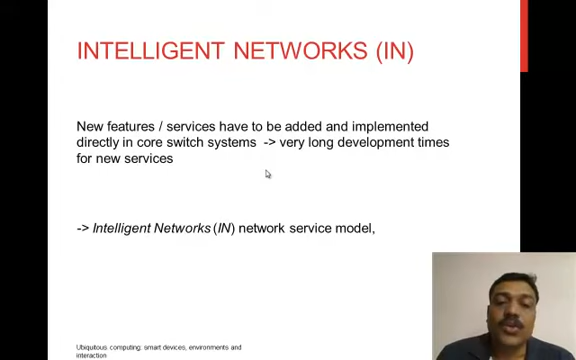 INTELLIGENT NETWORKS (IN)
New features / services have to be added and implemented
directly in core switch systems -> very long development times
for new services
-> Intelligent Networks (IN) network service model,
Ubiquitous computing: smart devices, environments and
interaction